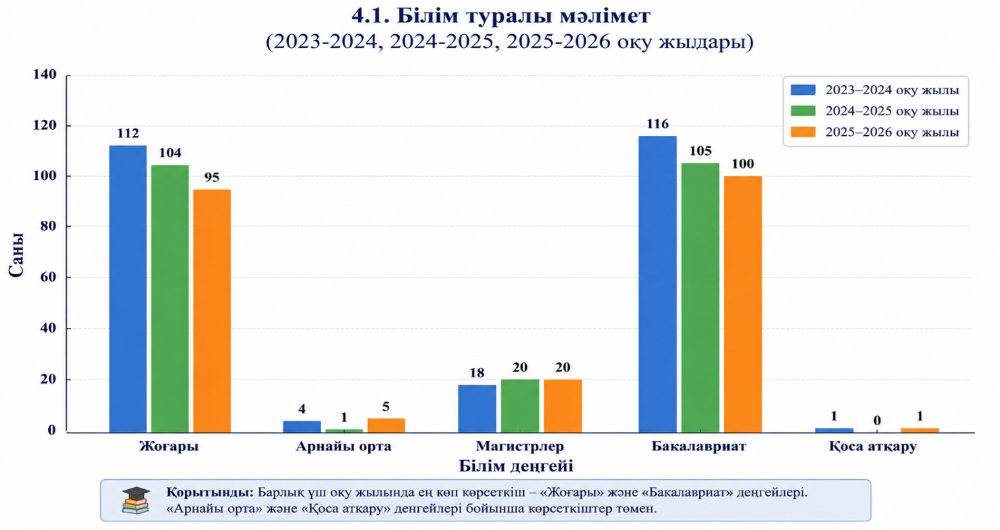 4.1. Білім туралы мәлімет
(2023-2024, 2024-2025, 2025-2026 оқу жылдары)
140
120
100
80
60
40
20
0
Саны
2023–2024 оқу жылы
2024–2025 оқу жылы
2025–2026 оқу жылы
112
104
95
4
1
5
18
20
20
116
105
100
1
0
1
Жоғары
Арнайы орта
Магистрлер
Бакалавриат
Қоса атқару
Білім деңгейі
Қорытынды: Барлық үш оқу жылында ең көп көрсеткіш – «Жоғары» және «Бакалавриат» деңгейлері.
«Арнайы орта» және «Қоса атқару» денгейлері бойынша көрсеткіштер төмен.